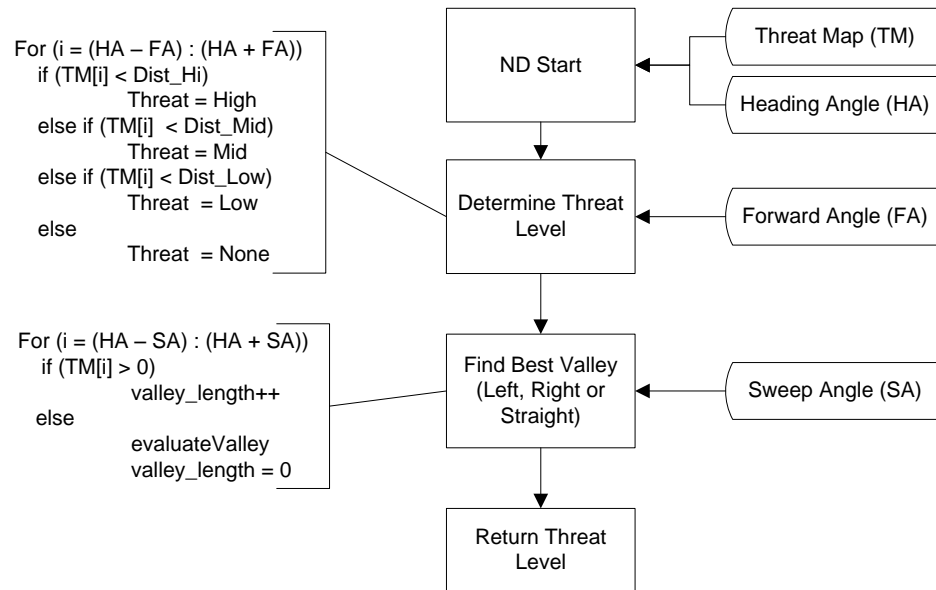 For (i = (HA – FA) : (HA + FA))
if (TM[i] < Dist_Hi)
Threat = High
else if (TM[i] < Dist_Mid)
Threat = Mid
else if (TM[i] < Dist_Low)
Threat = Low
else
Threat = None
ND Start
Threat Map (TM)
Heading Angle (HA)
Determine Threat
Level
Forward Angle (FA)
For (i = (HA – SA) : (HA + SA))
if (TM[i] > 0)
valley_length++
else
evaluateValley
valley_length = 0
Find Best Valley
(Left, Right or
Straight)
Sweep Angle (SA)
Return Threat
Level